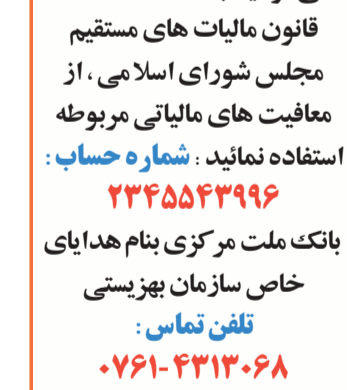 قانون مالیات های مستقیم
مجلس شورای اسلامی ، از
معافیت های مالیاتی مربوطه
استفاده نمائید : شماره حساب :
۲۳۴۵۵۴۳۹۹۶
بانک ملت مرکزی بنام هدایای
خاص سازمان بهزیستی
تلفن تماس :
۰۷۶۱-۴۳۱۳۰۶۸